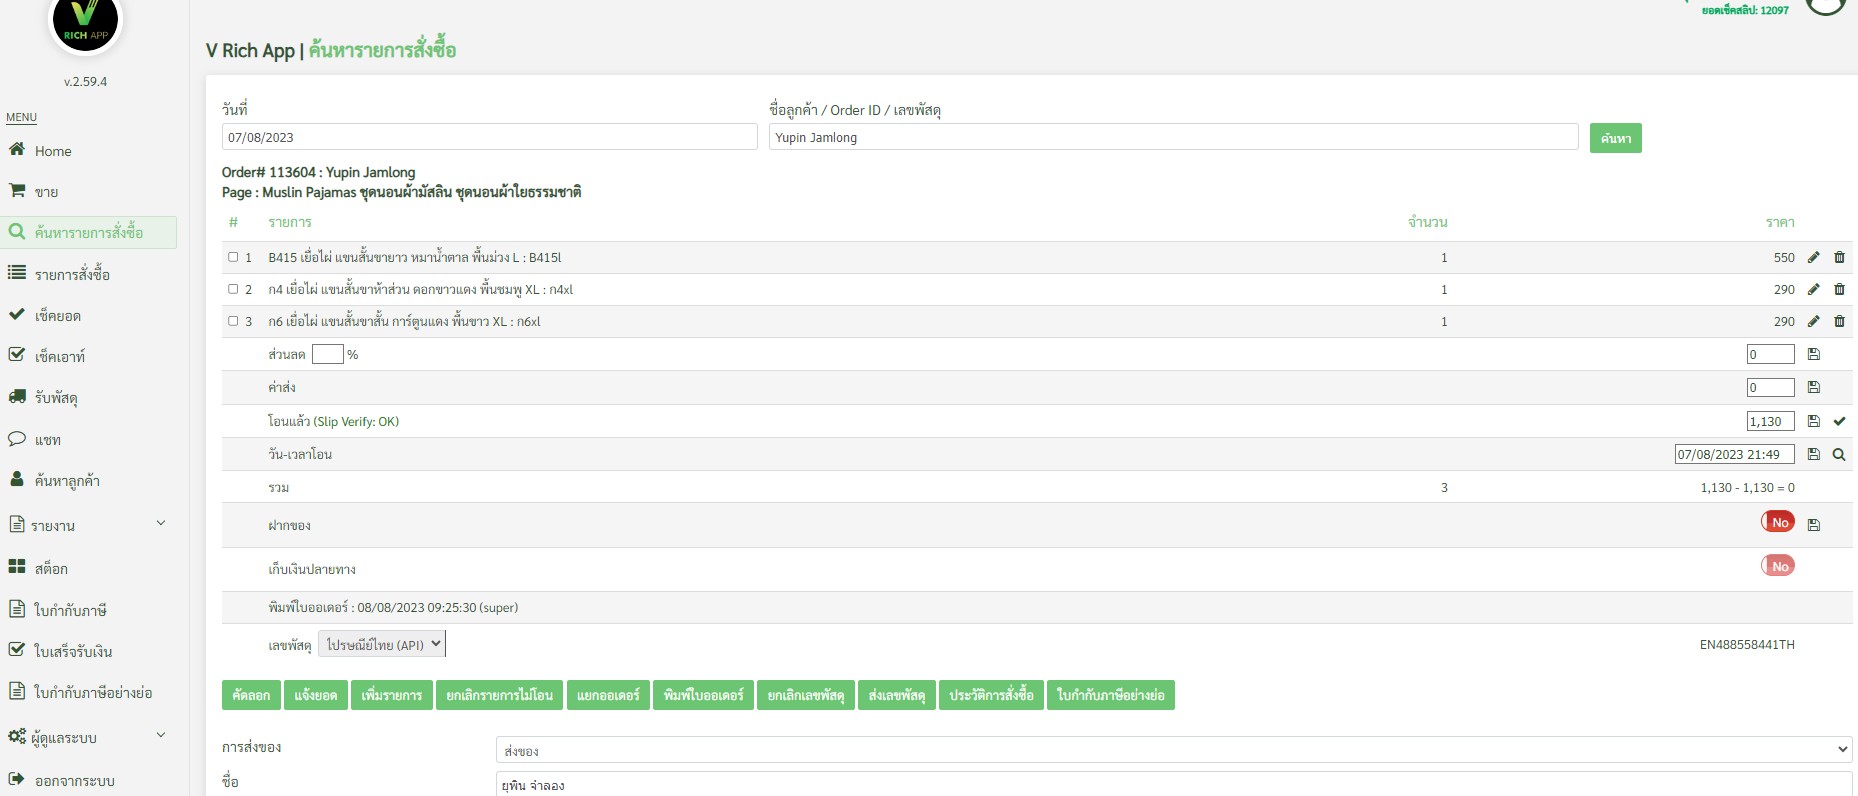 RICH APP
v.2.59.4
MENU
Home
ขาย
ค้นหารายการสั่งซื้อ
รายการสั่งซื้อ
เช็คยอด
เช็คเอาท์
รับพัสดุ
แชท
ค้นหาลูกค้า
รายงาน
สต็อก
ใบกำกับภาษี
ใบเสร็จรับเงิน
ใบกำกับภาษีอย่างย่อ
ผู้ดูแลระบบ
ออกจากระบบ
ยอดเช็คสลิป: 12097
V Rich App | ค้นหารายการสั่งซื้อ
วันที่ ชื่อลูกค้า / Order ID / เลขพัสดุ
07/08/2023 Yupin Jamlong ค้นหา
Order# 113604 : Yupin Jamlong
Page : Muslin Pajamas ชุดนอนผ้ามัสลิน ชุดนอนผ้าใยธรรมชาติ
# รายการ จำนวน ราคา
1 B415 เยื่อไผ่ แขนสั้นขายาว หมาน้ำตาล พื้นม่วง L : B415l 1 550
2 ก4 เยื่อไผ่ แขนสั้นขาห้าส่วน ดอกขาวแดง พื้นชมพู XL : ก4xl 1 290
3 ก6 เยื่อไผ่ แขนสั้นขาสั้น การ์ตูนแดง พื้นขาว XL : ก6xl 1 290
ส่วนลด % 0
ค่าส่ง 0
โอนแล้ว (Slip Verify: OK) 1,130
วัน-เวลาโอน 07/08/2023 21:49
รวม 3 1,130 - 1,130 = 0
ฝากของ No
เก็บเงินปลายทาง No
พิมพ์ใบออเดอร์ : 08/08/2023 09:25:30 (super)
เลขพัสดุ ไปรษณีย์ไทย (API) EN488558441TH
คัดลอก แจ้งยอด เพิ่มรายการ ยกเลิกรายการไม่โอน แยกออเดอร์ พิมพ์ใบออเดอร์ ยกเลิกเลขพัสดุ ส่งเลขพัสดุ ประวัติการสั่งซื้อ ใบกำกับภาษีอย่างย่อ
การส่งของ ส่งของ
ชื่อ ยุพิน จำลอง